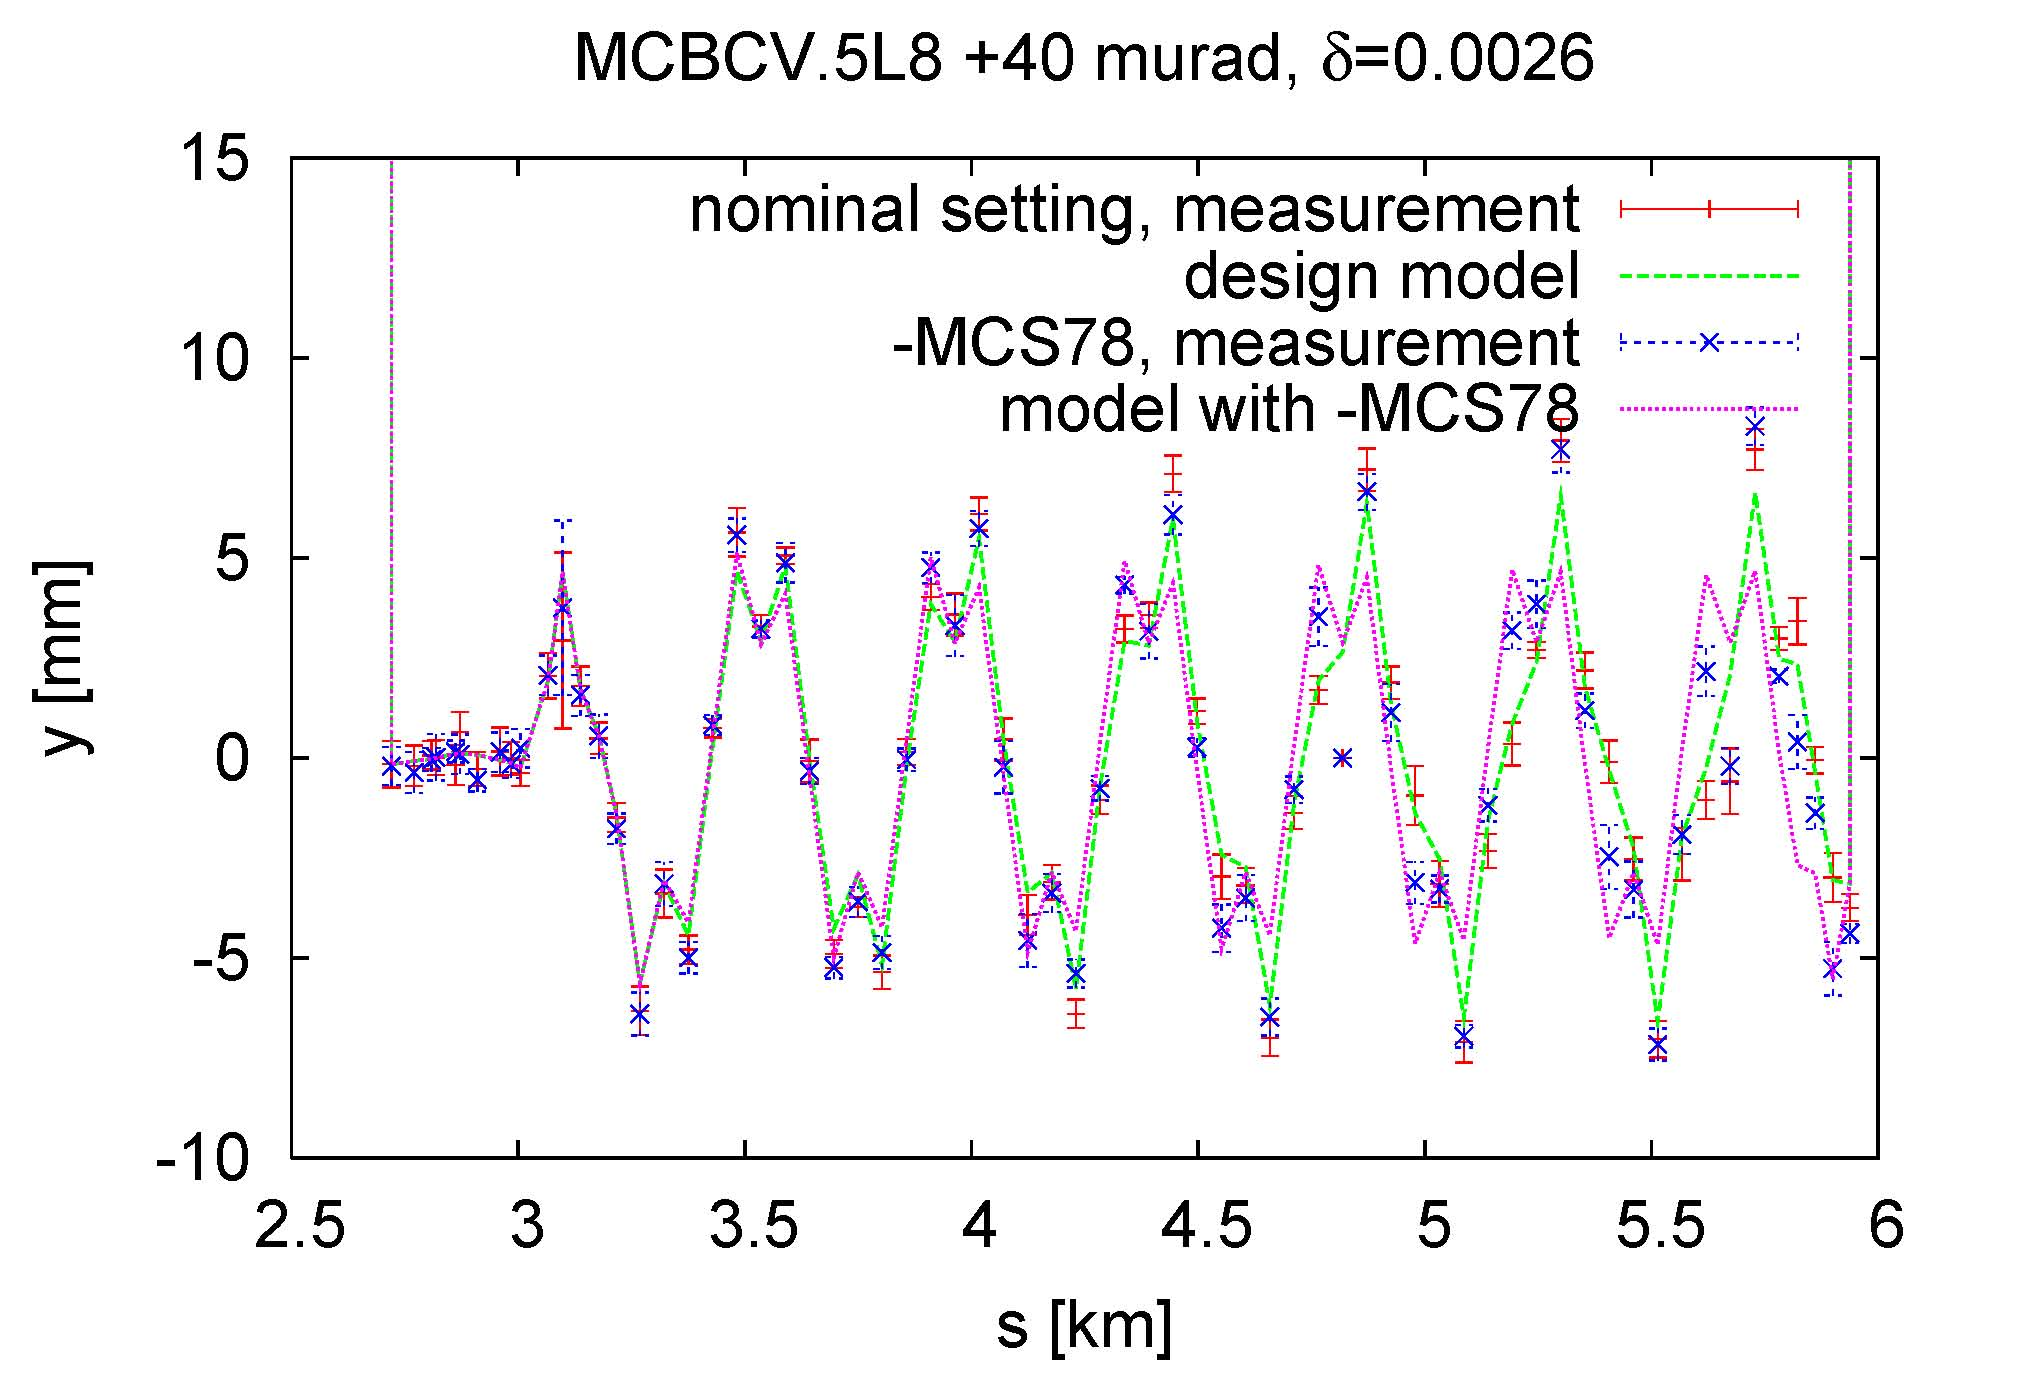 MCBCV.5L8 +40 murad, δ=0.0026
15
10
5
0
-5
-10
y [mm]
nominal setting, measurement
design model
-MCS78, measurement
model with -MCS78
2.5 3 3.5 4 4.5 5 5.5 6
s [km]